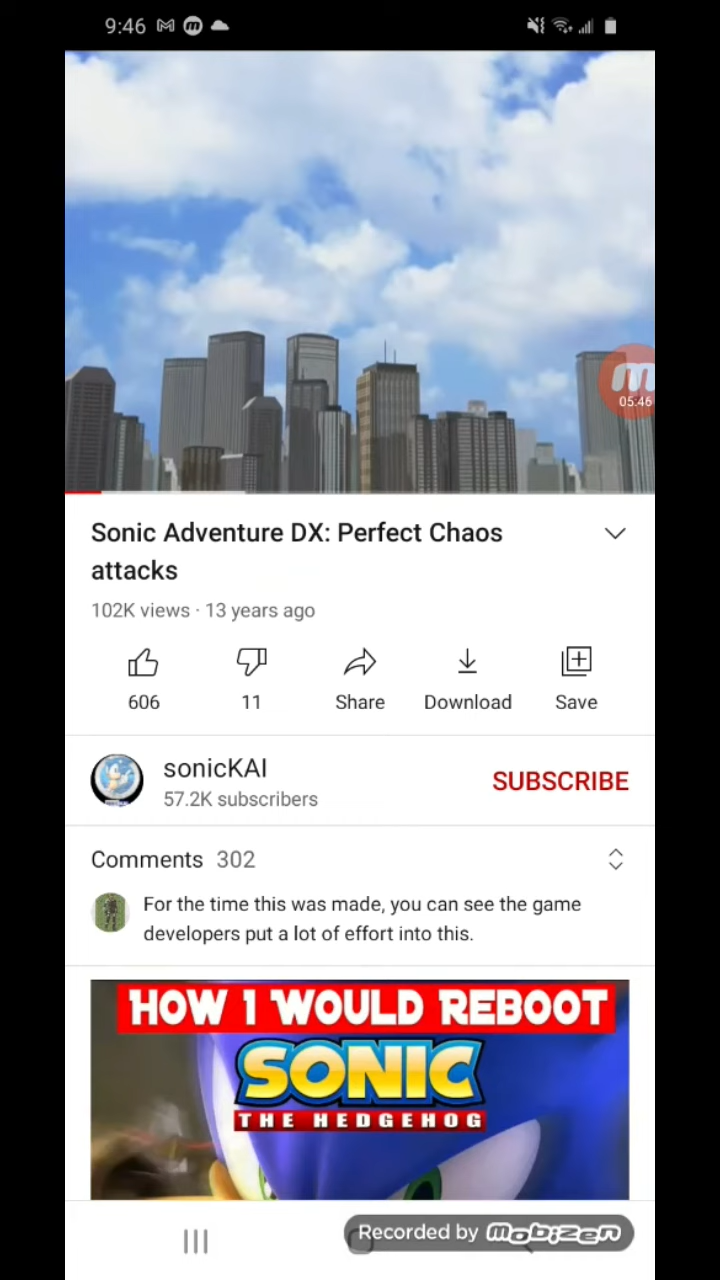 9:46
m
m
05:46
Sonic Adventure DX: Perfect Chaos
attacks
102K views · 13 years ago
606
11
Share
Download
Save
sonicKAI
57.2K subscribers
SUBSCRIBE
Comments 302
For the time this was made, you can see the game
developers put a lot of effort into this.
HOW I WOULD REBOOT
SONIC
THE HEDGEHOG
Recorded by mobizen